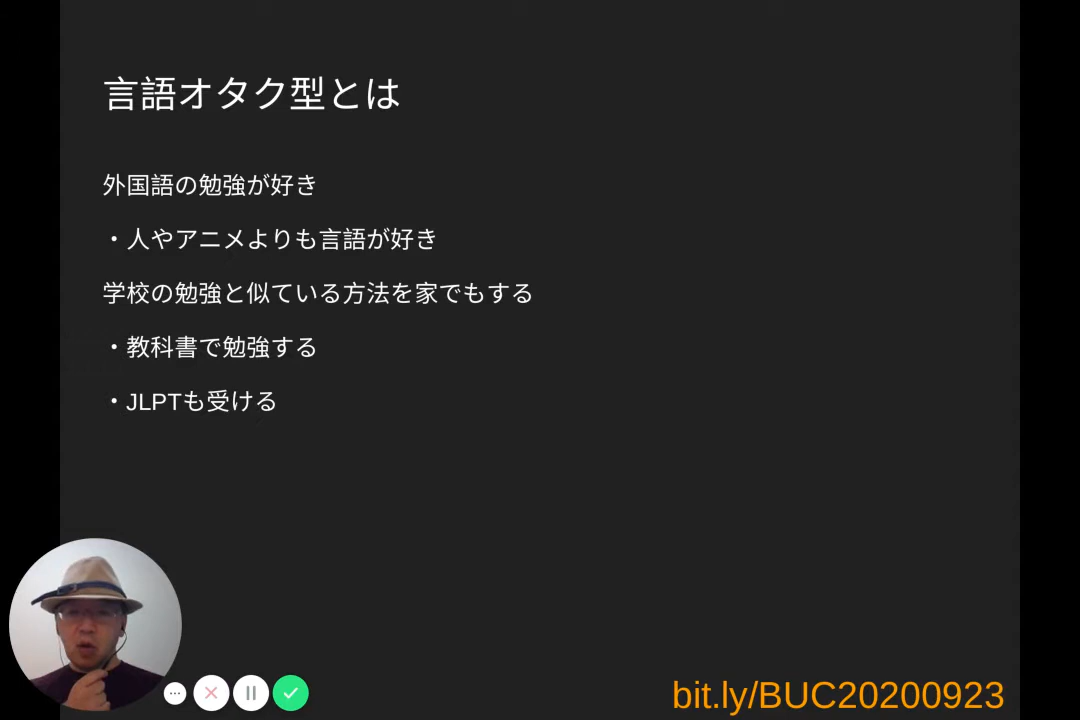 言語オタク型とは
外国語の勉強が好き
・人やアニメよりも言語が好き
学校の勉強と似ている方法を家でもする
・教科書で勉強する
・JLPTも受ける
bit.ly/BUC20200923